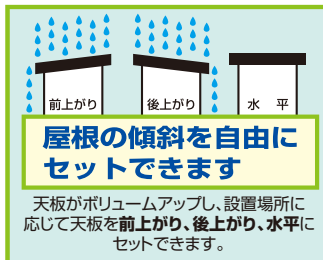 前上がり
後上がり
水 平
屋根の傾斜を自由に
セットできます
天板がボリュームアップし、設置場所に
応じて天板を前上がり、後上がり、水平に
セットできます。